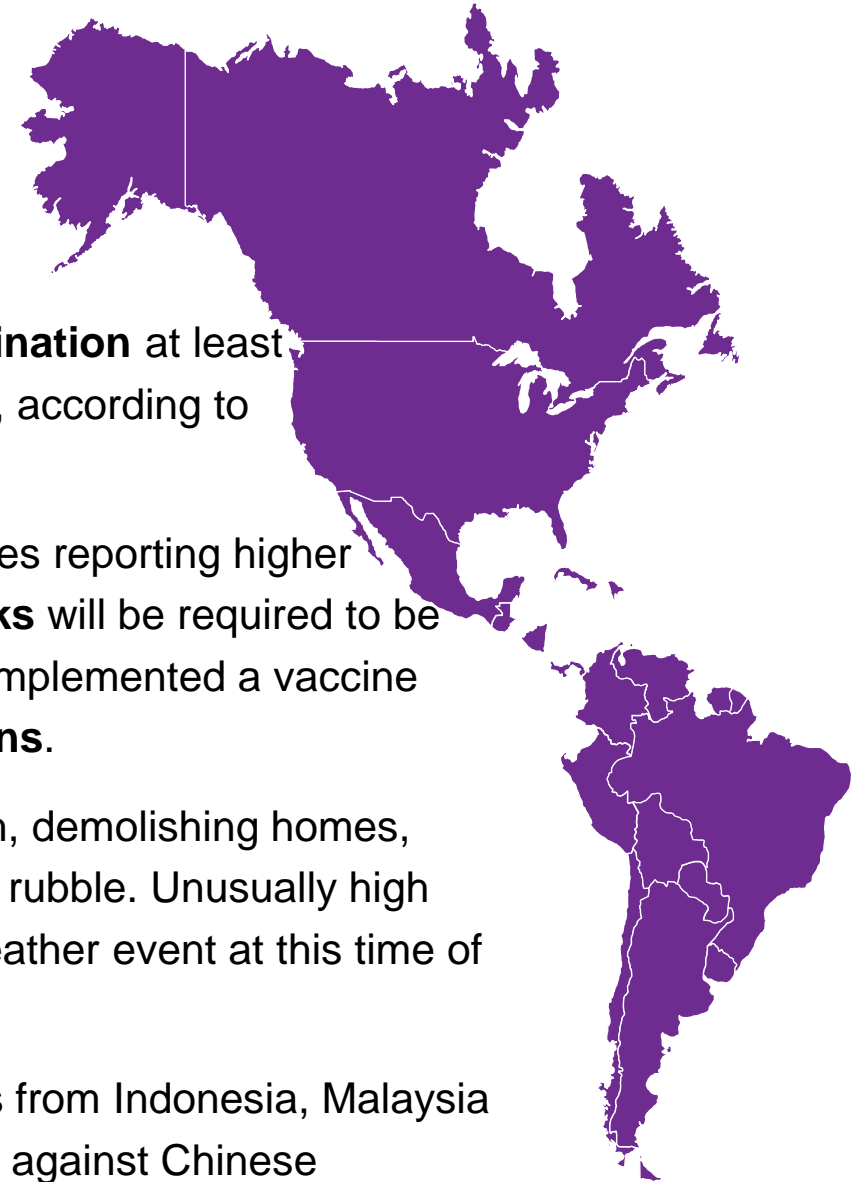 ination at least
, according to
es reporting higher
ks will be required to be
mplemented a vaccine
ns.
n, demolishing homes,
rubble. Unusually high
eather event at this time of
s from Indonesia, Malaysia
against Chinese